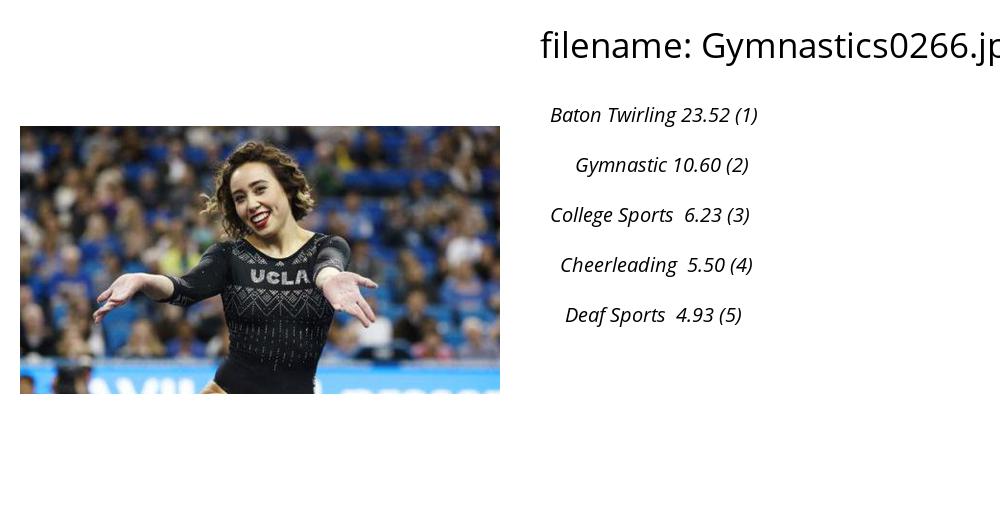 filename: Gymnastics0266.jp
Baton Twirling 23.52 (1)
Gymnastic 10.60 (2)
College Sports 6.23 (3)
Cheerleading 5.50 (4)
Deaf Sports 4.93 (5)
UCLA